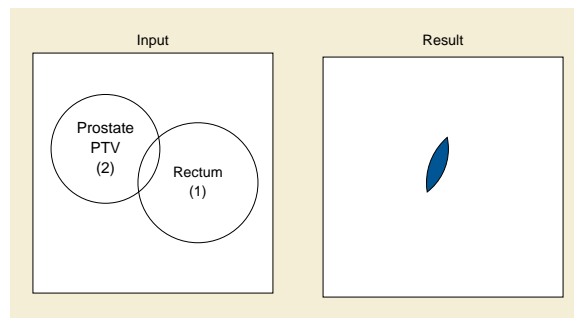 Input
Prostate
PTV
(2)
Rectum
(1)
Result